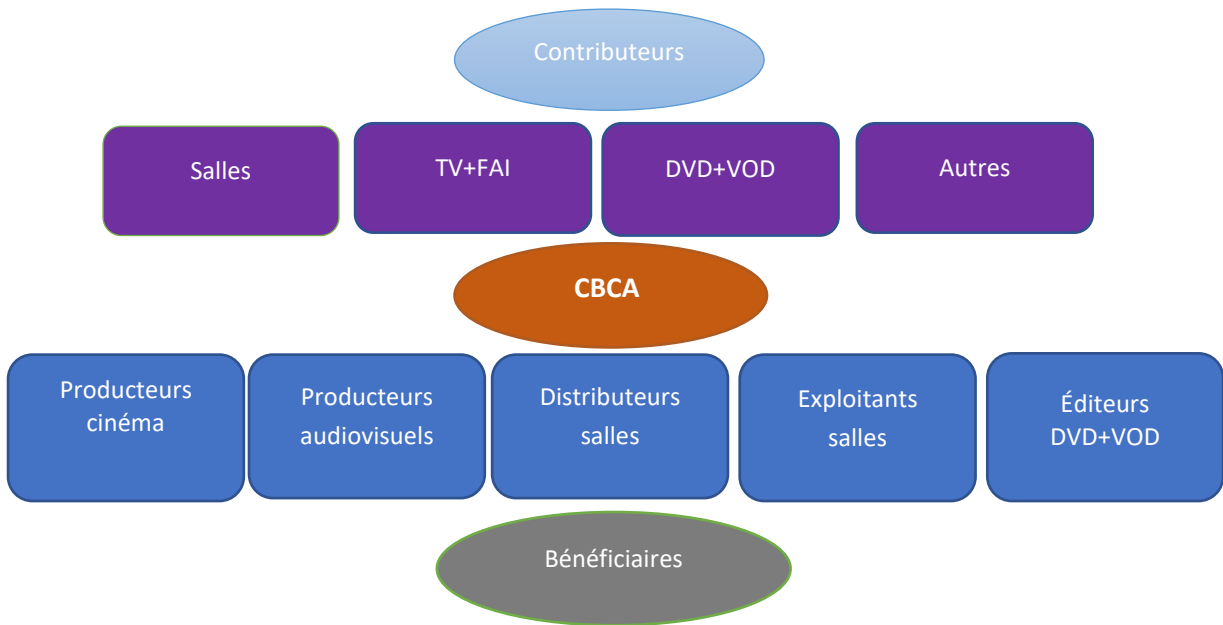 Contributeurs
Salles
TV+FAI
DVD+VOD
Autres
CBCA
Producteurs
cinéma
Producteurs
audiovisuels
Distributeurs
salles
Exploitants
salles
Éditeurs
DVD+VOD
Bénéficiaires